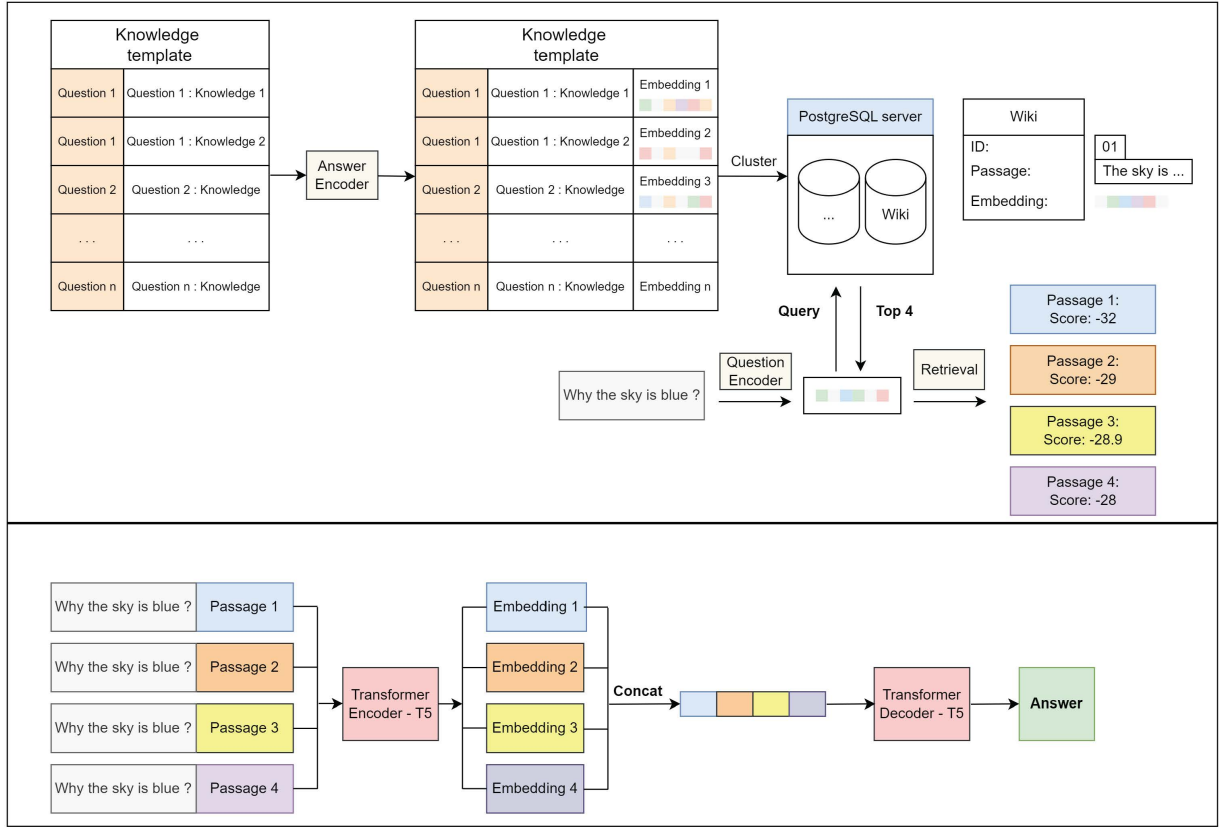 Knowledge
template
Question 1
Question 1 : Knowledge 1
Question 1
Question 1 : Knowledge 2
Question 2
Question 2 : Knowledge
. . .
. . .
Question n
Question n : Knowledge
Answer
Encoder
Knowledge
template
Question 1
Question 1 : Knowledge 1
Embedding 1
Question 1
Question 1 : Knowledge 2
Embedding 2
Question 2
Question 2 : Knowledge
Embedding 3
. . .
. . .
. . .
Question n
Question n : Knowledge
Embedding n
Cluster
PostgreSQL server
...
Wiki
Wiki
ID:
01
Passage:
The sky is ...
Embedding:
Query
Top 4
Why the sky is blue ?
Question
Encoder
Retrieval
Passage 1:
Score: -32
Passage 2:
Score: -29
Passage 3:
Score: -28.9
Passage 4:
Score: -28
Why the sky is blue ?
Passage 1
Why the sky is blue ?
Passage 2
Why the sky is blue ?
Passage 3
Why the sky is blue ?
Passage 4
Transformer
Encoder - T5
Embedding 1
Embedding 2
Embedding 3
Embedding 4
Concat
Transformer
Decoder - T5
Answer